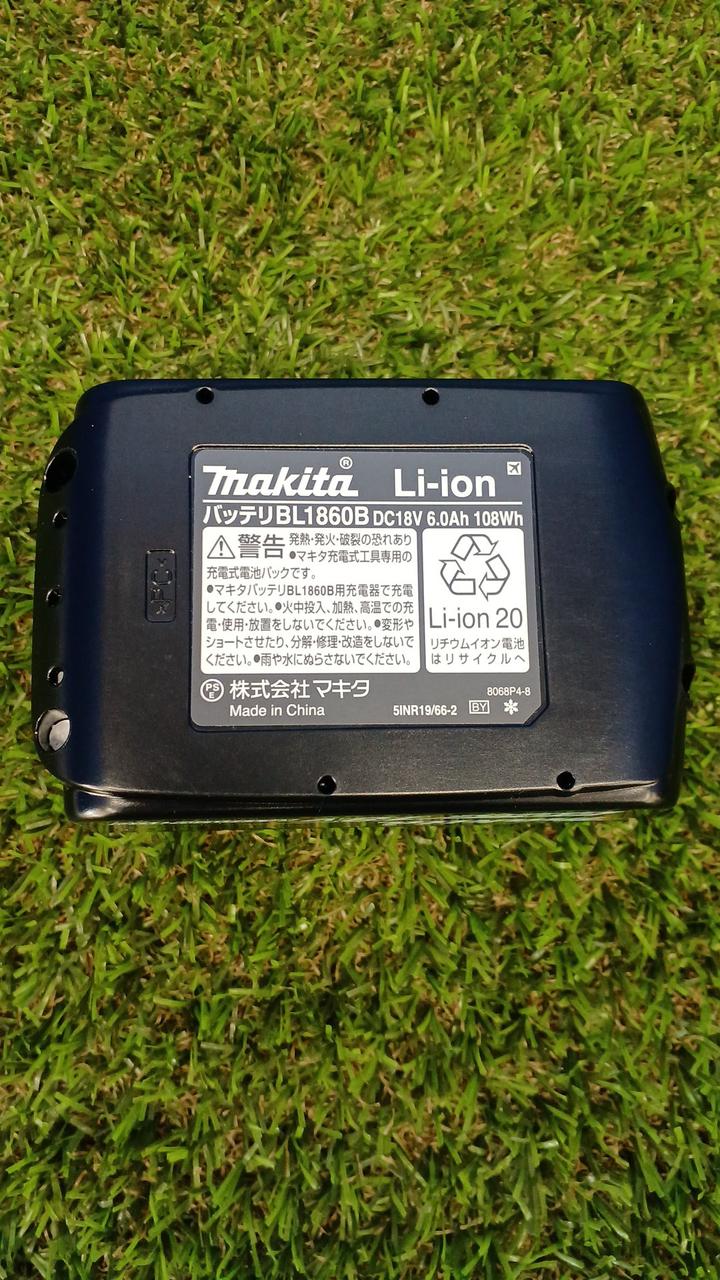 makita® Li-ion
バッテリBL1860B DC18V 6.0Ah 108Wh
警告 発熱・発火・破裂の恐れあり
●マキタ充電式工具専用の
充電式電池パックです。
●マキタバッテリBL1860B用充電器で充電
してください。●火中投入、加熱、高温での充
電・使用・放置をしないでください。●変形や
ショートさせたり、分解・修理・改造をしないで
ください。●雨や水にぬらさないでください。
Li-ion 20
リチウムイオン電池
はリサイクルへ
PSE 株式会社マキタ
Made in China
8068P4-8
5INR19/66-2 BY